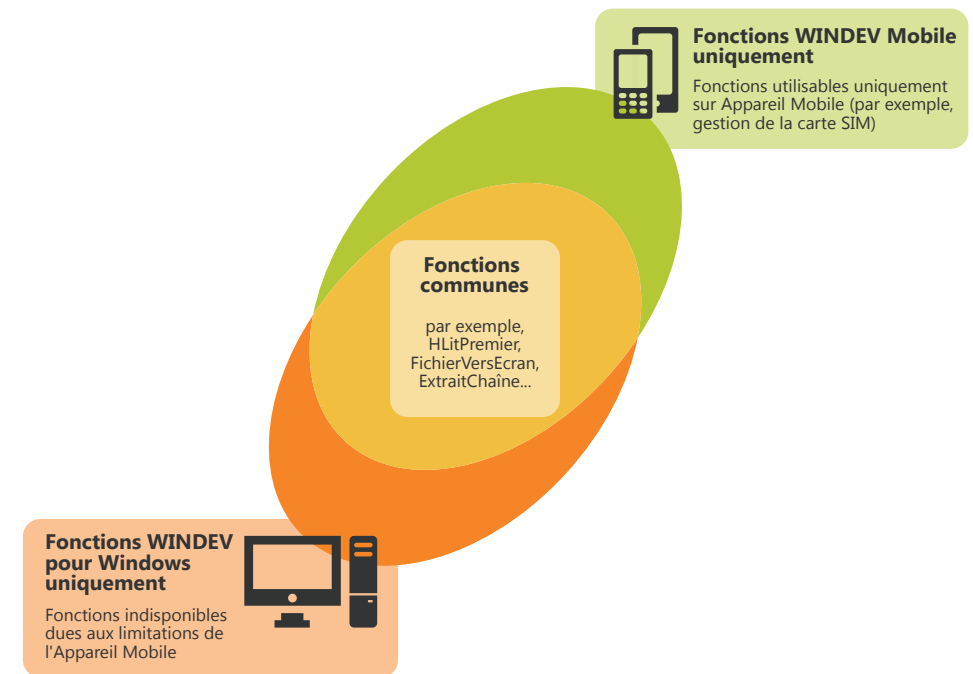 Fonctions WINDEV Mobile
uniquement
Fonctions utilisables uniquement
sur Appareil Mobile (par exemple,
gestion de la carte SIM)
Fonctions
communes
par exemple,
HLitPremier,
FichierVersEcran,
ExtraitChaîne...
Fonctions WINDEV
pour Windows
uniquement
Fonctions indisponibles
dues aux limitations de
l'Appareil Mobile